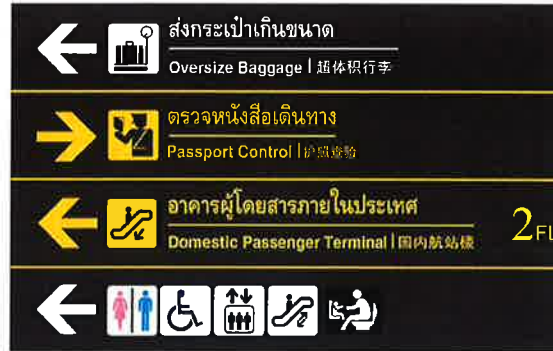 ส่งกระเป๋าเกินขนาด
Oversize Baggage | 超体积行李
ตรวจหนังสือเดินทาง
Passport Control | 护照查验
อาคารผู้โดยสารภายในประเทศ
Domestic Passenger Terminal | 国内航站楼
2FL